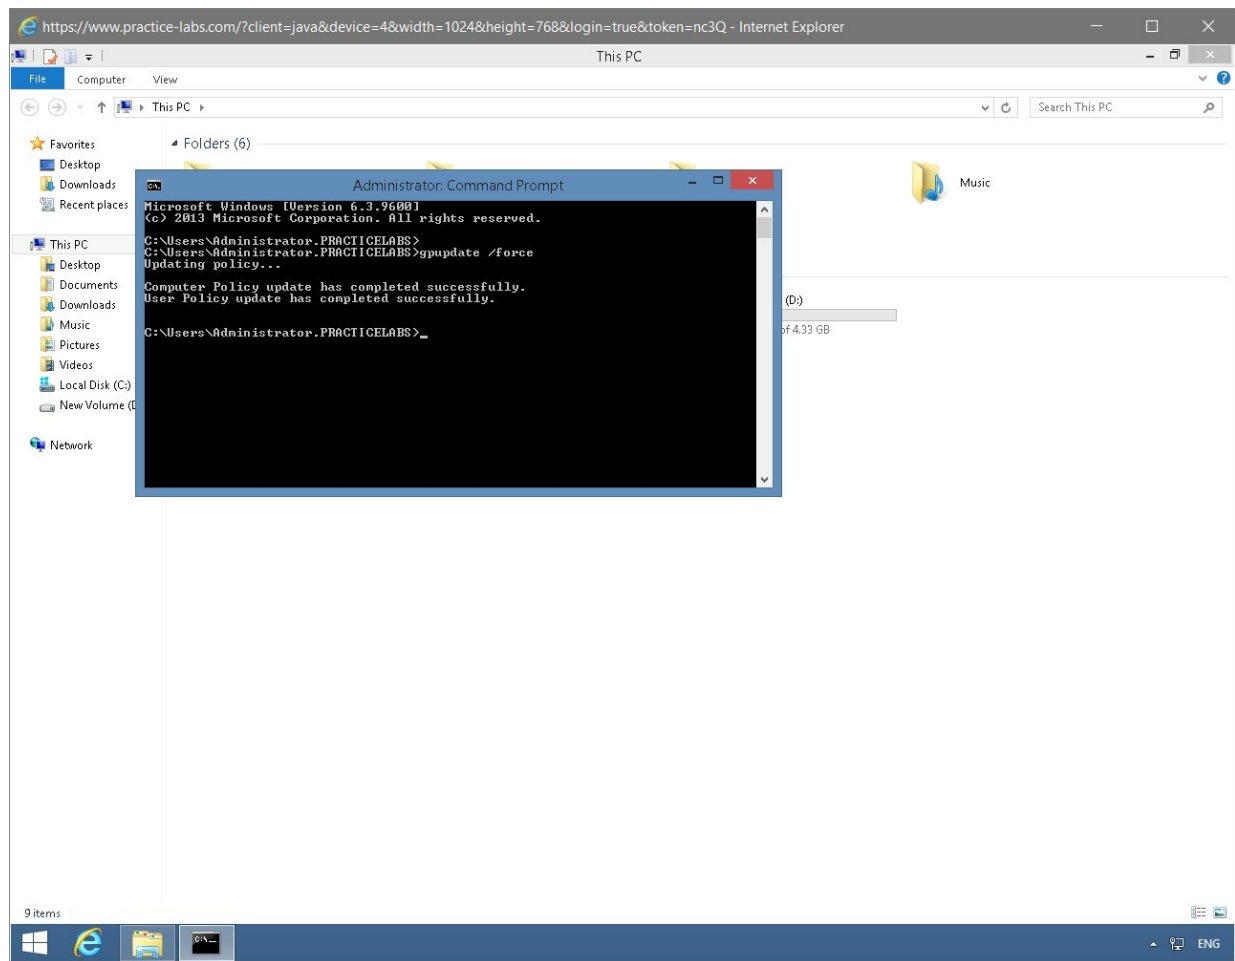 https://www.practice-labs.com/?client=java&device=4&width=1024&height=768&login=true&token=nc3Q - Internet Explorer
This PC
File Computer View
This PC
Search This PC
Favorites
Desktop
Downloads
Recent places
This PC
Desktop
Documents
Downloads
Music
Pictures
Videos
Local Disk (C:)
New Volume (D
Network
Folders (6)
Music
(D:)
of 4.33 GB
Administrator: Command Prompt
Microsoft Windows [Version 6.3.9600]
(c) 2013 Microsoft Corporation. All rights reserved.
C:\Users\Administrator.PRACTICELABS>
C:\Users\Administrator.PRACTICELABS>gpupdate /force
Updating policy...
Computer Policy update has completed successfully.
User Policy update has completed successfully.
C:\Users\Administrator.PRACTICELABS>_
9 items
ENG